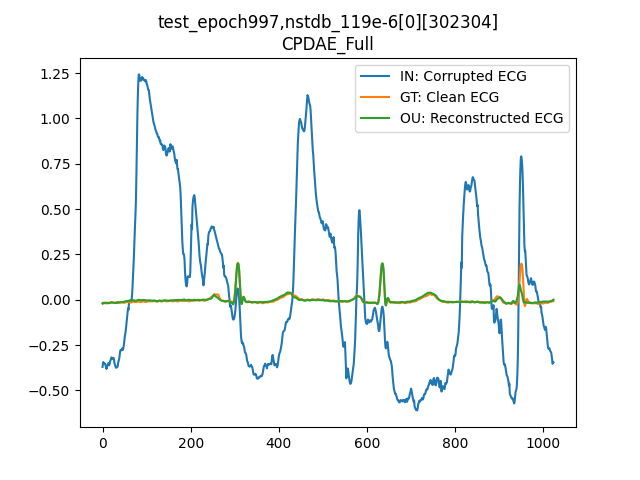 test_epoch997,nstdb_119e-6[0][302304]
CPDAE_Full
IN: Corrupted ECG
GT: Clean ECG
OU: Reconstructed ECG
1.25
1.00
0.75
0.50
0.25
0.00
−0.25
−0.50
0 200 400 600 800 1000